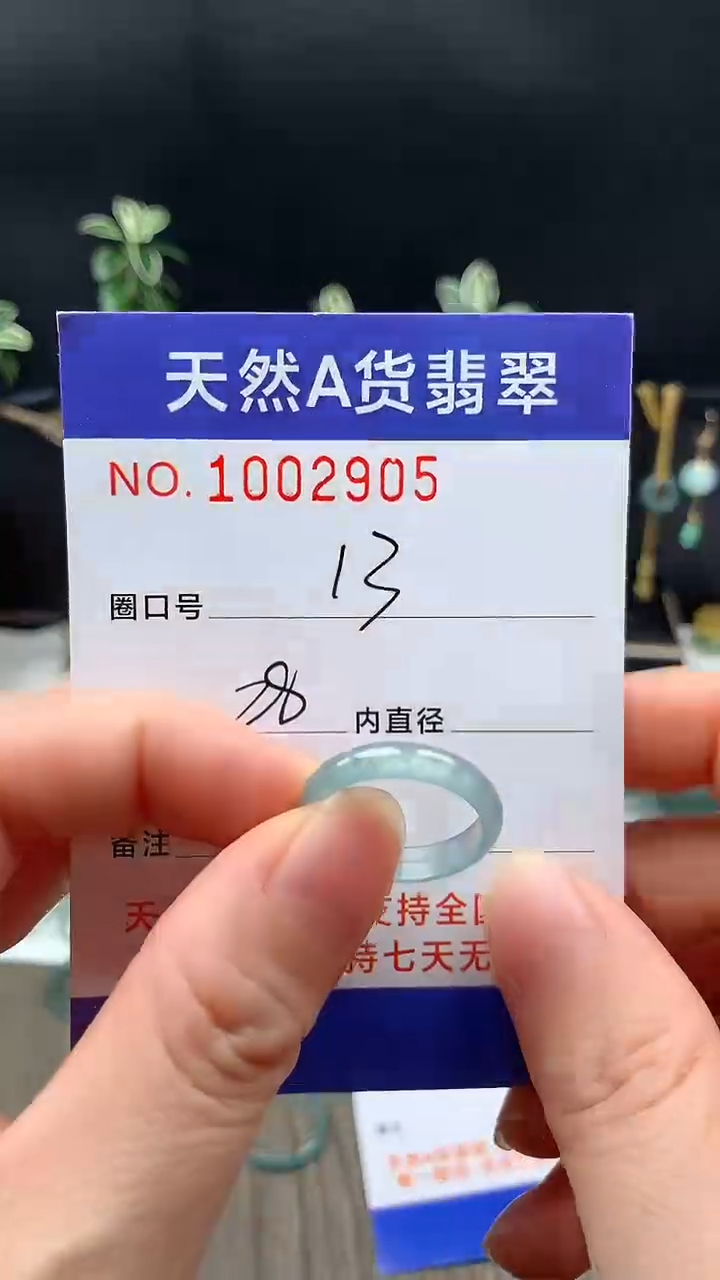 天然A货翡翠
NO. 1002905
圈口号 13
内直径
备注
天 支持全国
持七天无